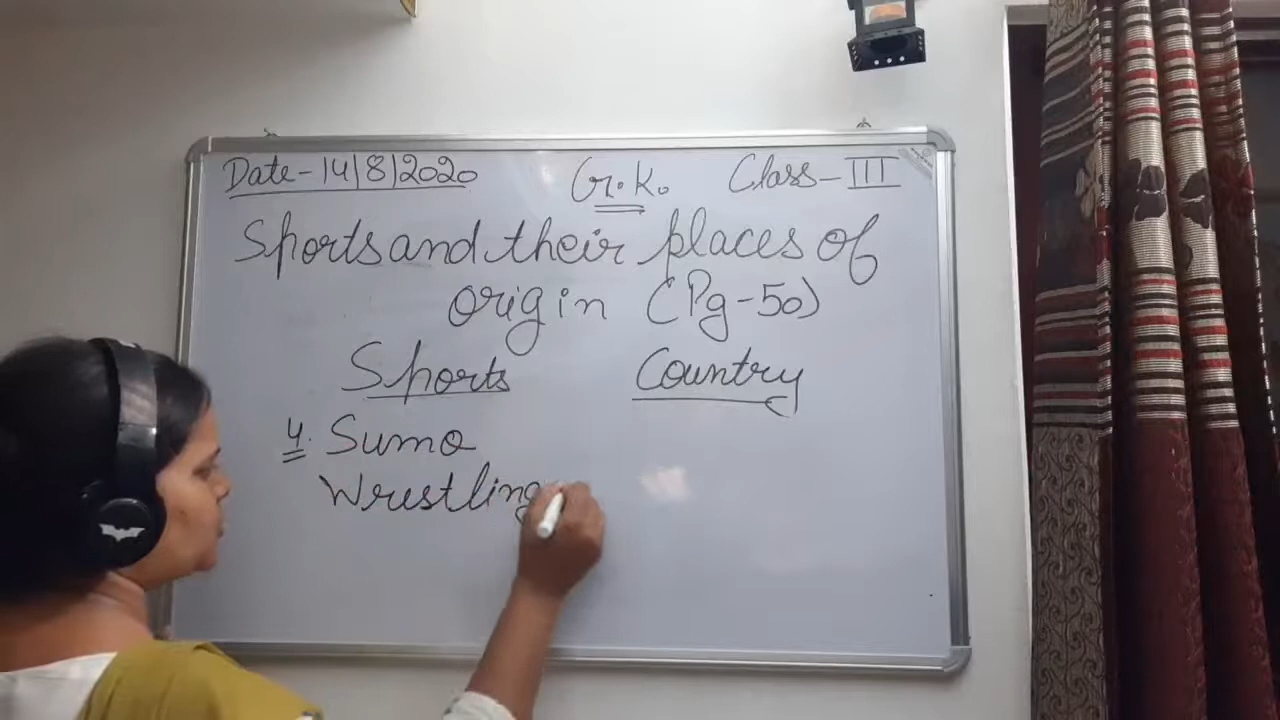 Date-14/8/2020 G.K. Class-III
Sports and their places of
origin (Pg-50)
Sports Country
4. Sumo
Wrestling